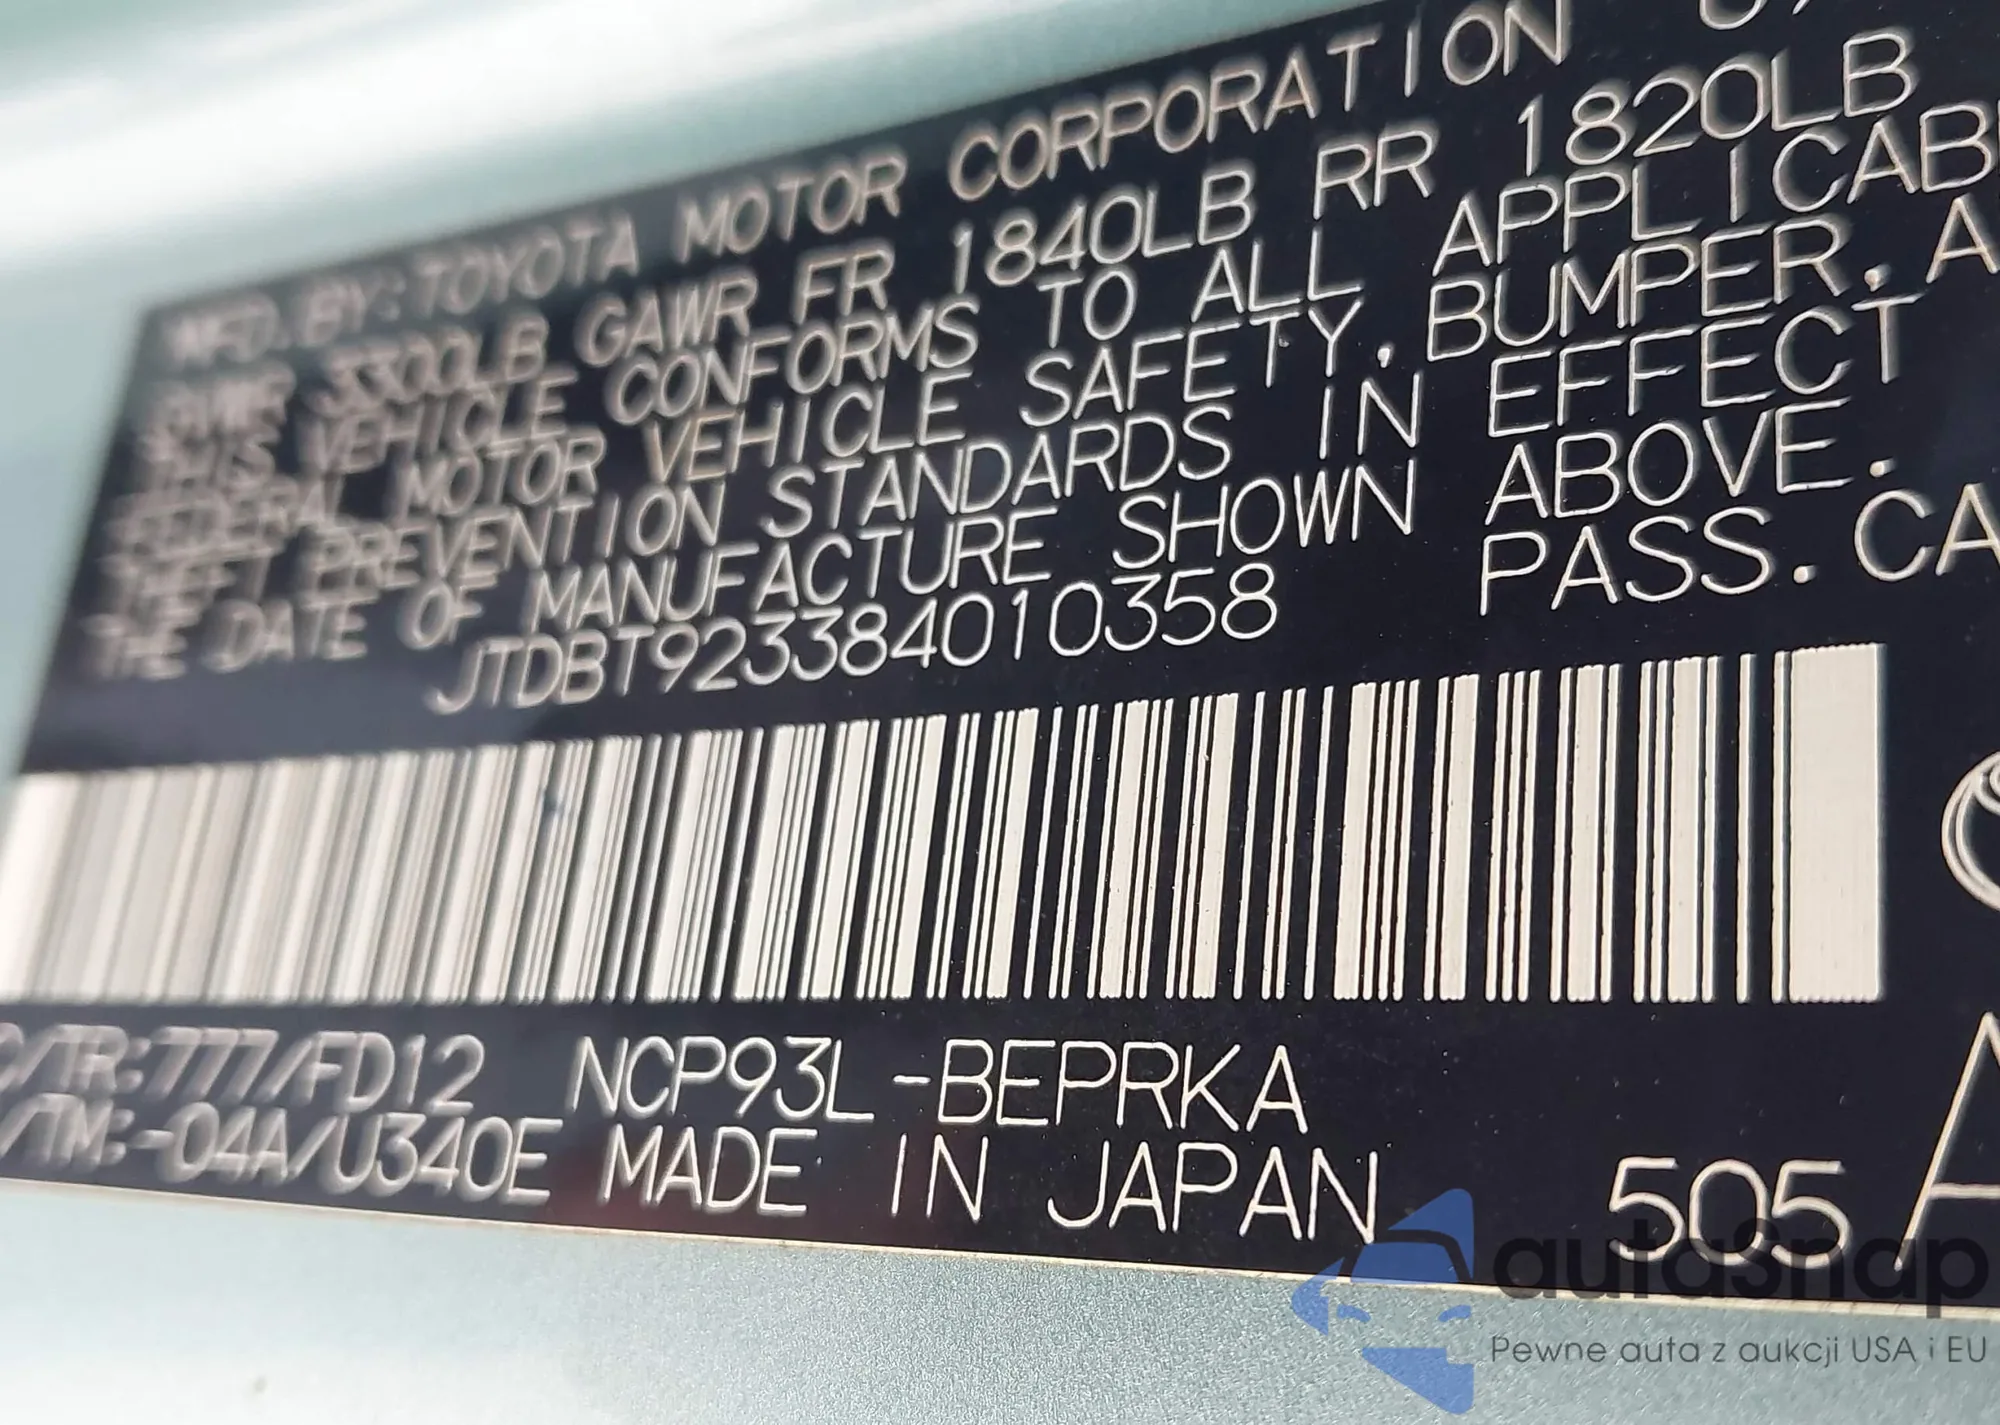 MFD.BY:TOYOTA MOTOR CORPORATION
GVWR 3300LB GAWR FR 1840LB RR 1820LB
THIS VEHICLE CONFORMS TO ALL APPLICAB
FEDERAL MOTOR VEHICLE SAFETY, BUMPER, A
THEFT PREVENTION STANDARDS IN EFFECT
THE DATE OF MANUFACTURE SHOWN ABOVE.
JTDBT923384010358 PASS.CA
C/TR:777/FD12 NCP93L-BEPRKA
/TM:-04A/U340E MADE IN JAPAN
505 A
autasnap
Pewne auta z aukcji USA i EU